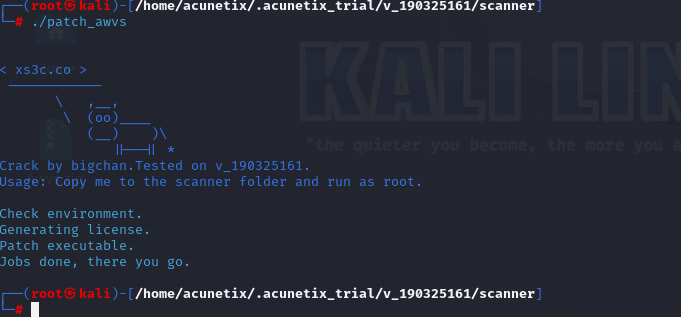 ┌──(root㉿kali)-[/home/acunetix/.acunetix_trial/v_190325161/scanner]
└─# ./patch_awvs
KALI LIN
"the quieter you become, the more you a
< xs3c.co >
 ------------
       \   ,__,
        \  (oo)____
           (__)    )\
              ||--|| *
Crack by bigchan.Tested on v_190325161.
Usage: Copy me to the scanner folder and run as root.
Check environment.
Generating license.
Patch executable.
Jobs done, there you go.
┌──(root㉿kali)-[/home/acunetix/.acunetix_trial/v_190325161/scanner]
└─#